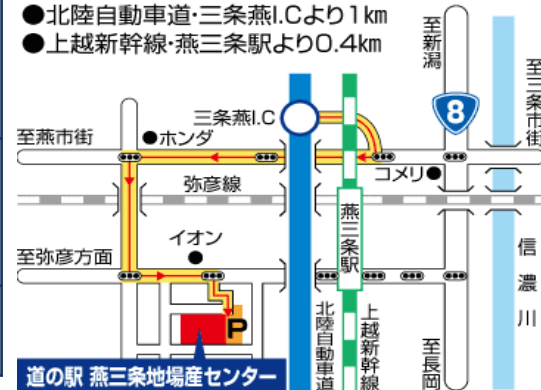 ●北陸自動車道・三条燕I.Cより1km
●上越新幹線・燕三条駅より0.4km
至新潟
至三条市街
8
三条燕I.C
至燕市街
●ホンダ
コメリ●
弥彦線
燕三条駅
イオン
●
至弥彦方面
信濃川
P
北陸自動車道
上越新幹線
至長岡
道の駅 燕三条地場産センター